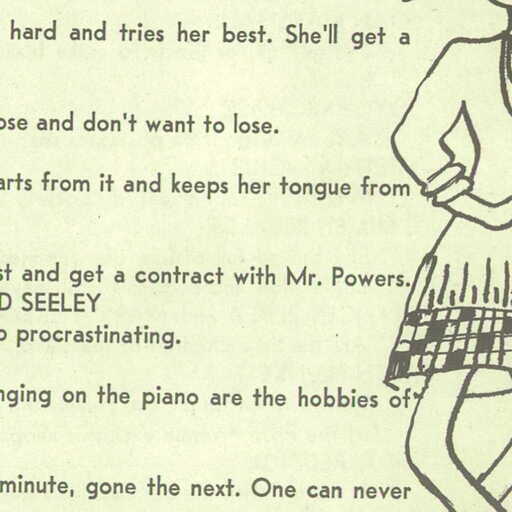 hard and tries her best. She'll get a
ose and don't want to lose.
arts from it and keeps her tongue from
st and get a contract with Mr. Powers.
D SEELEY
o procrastinating.
nging on the piano are the hobbies of
minute, gone the next. One can never